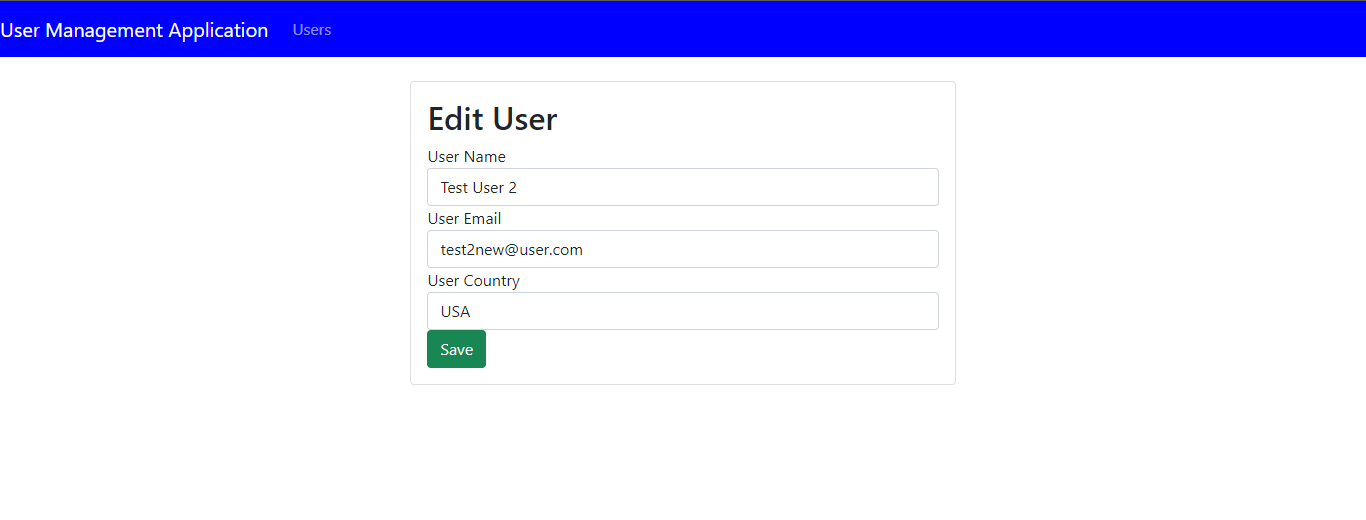 User Management Application Users
Edit User
User Name
Test User 2
User Email
test2new@user.com
User Country
USA
Save